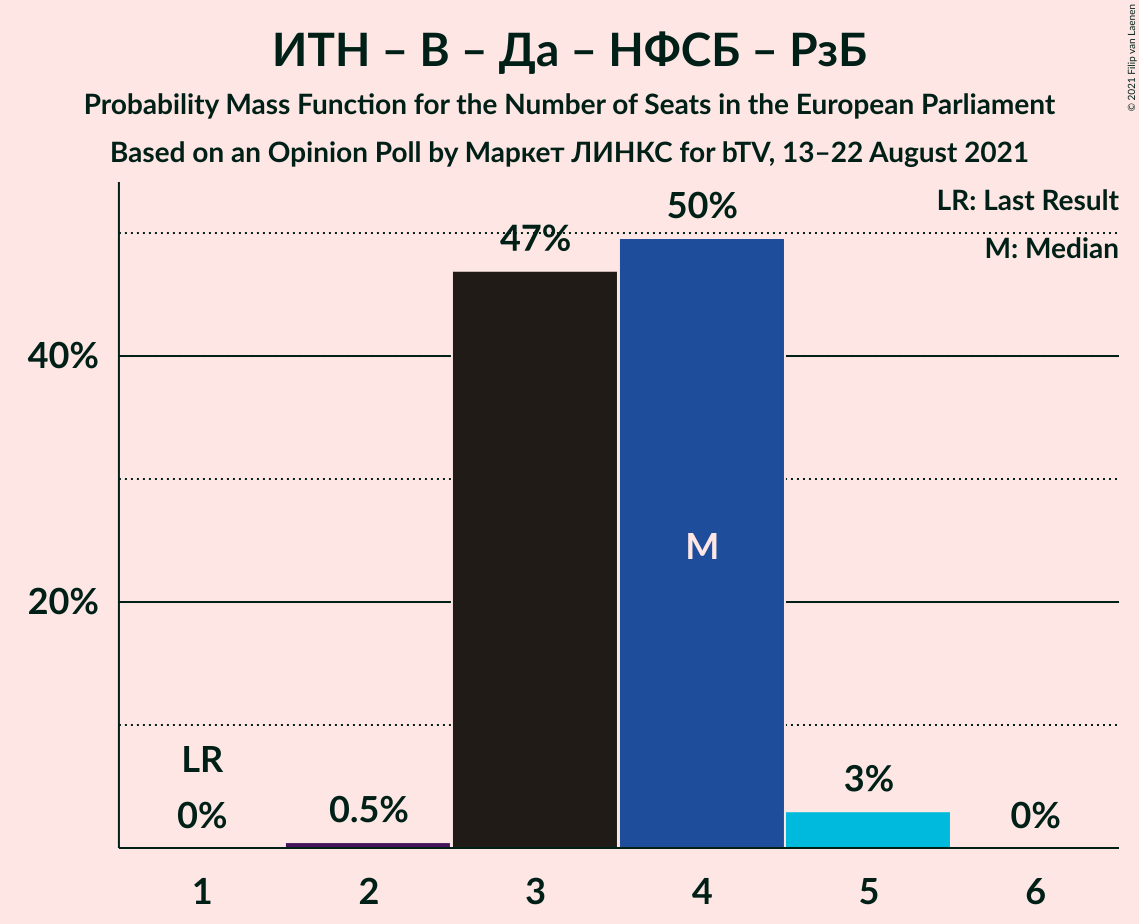 ИТН – В – Да – НФСБ – РзБ
Probability Mass Function for the Number of Seats in the European Parliament
Based on an Opinion Poll by Маркет ЛИНКС for bTV, 13–22 August 2021
© 2021 Filip van Laenen
LR: Last Result
M: Median
50%
47%
40%
M
20%
LR
0%
0.5%
3%
0%
1 2 3 4 5 6